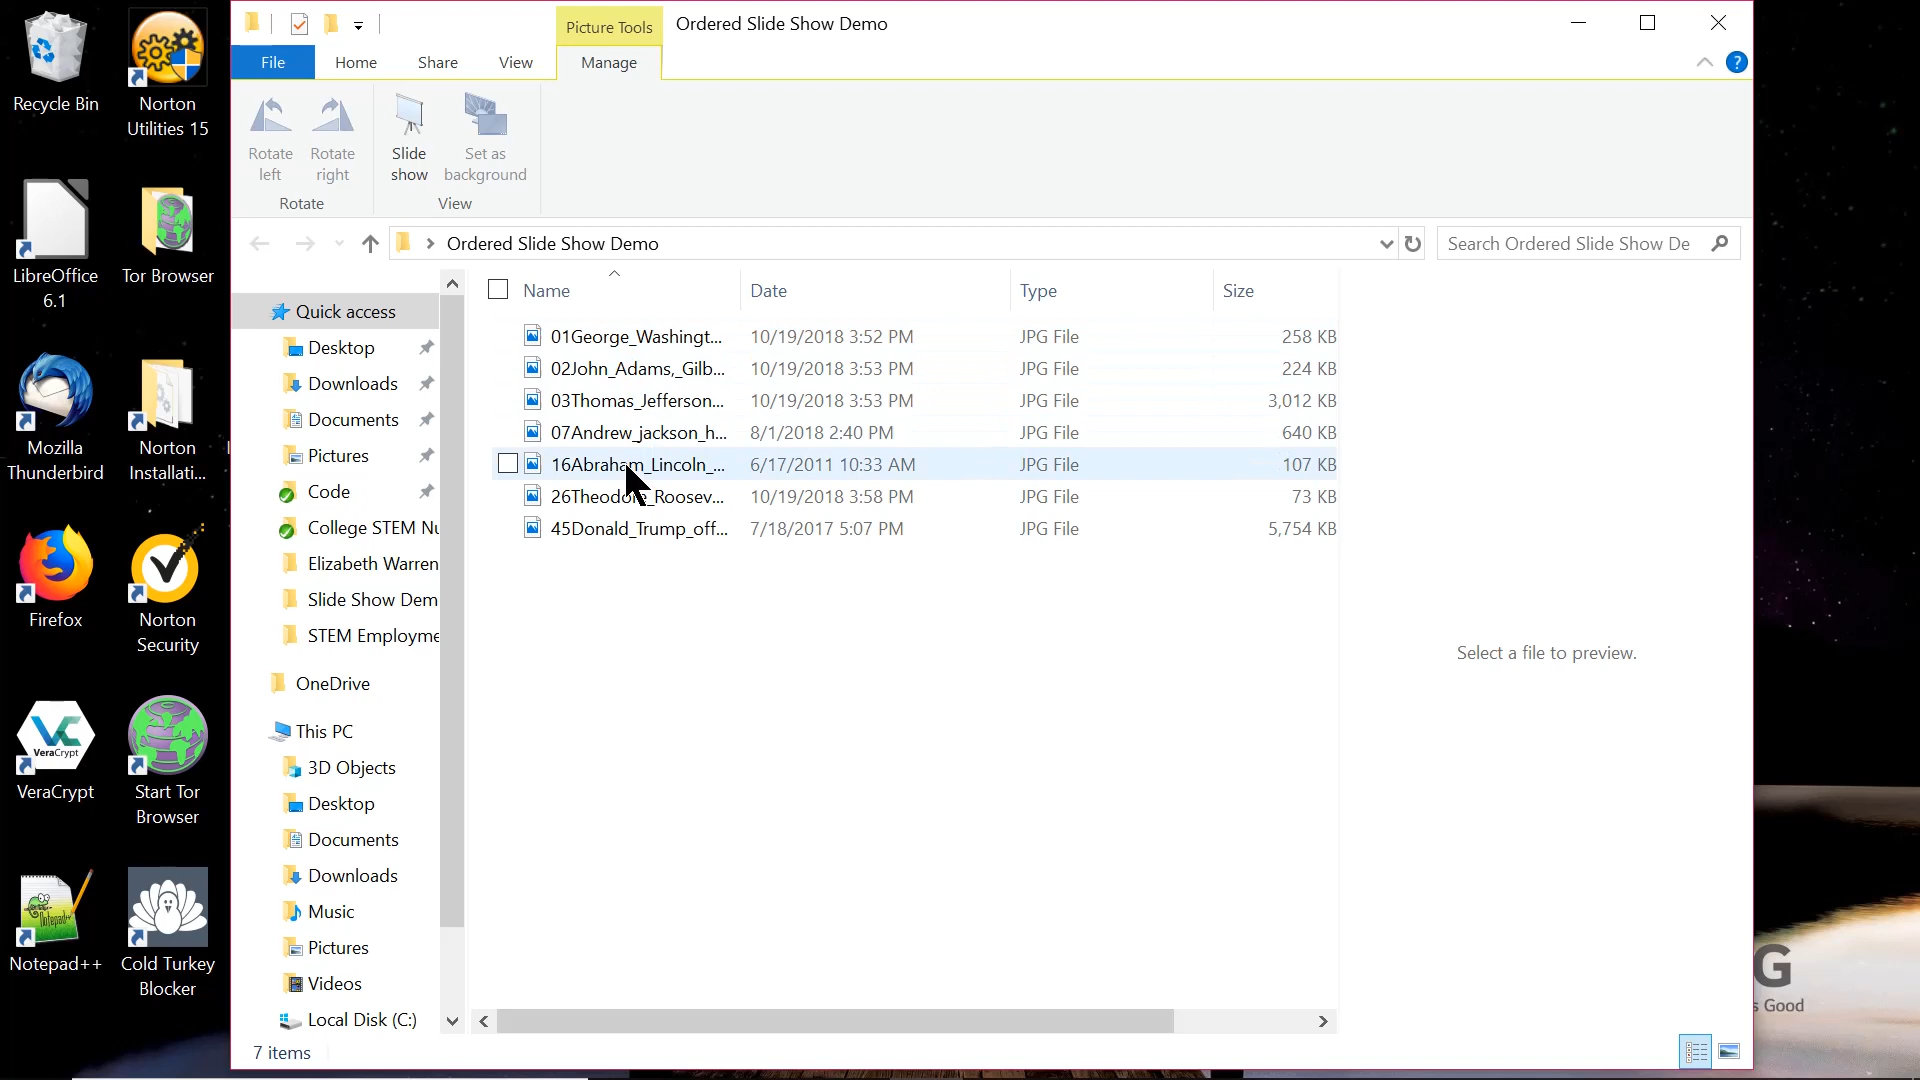 Recycle Bin
Norton
Utilities 15
LibreOffice
6.1
Tor Browser
Mozilla
Thunderbird
Norton
Installati...
Firefox
Norton
Security
VeraCrypt
VeraCrypt
Start Tor
Browser
Notepad++
Notepad++
Cold Turkey
Blocker
Picture Tools
Ordered Slide Show Demo
File
Home
Share
View
Manage
?
Rotate
left
Rotate
right
Slide
show
Set as
background
Rotate
View
Ordered Slide Show Demo
Search Ordered Slide Show De
Quick access
Desktop
Downloads
Documents
Pictures
Code
College STEM Nu
Elizabeth Warren
Slide Show Dem
STEM Employme
OneDrive
This PC
3D Objects
Desktop
Documents
Downloads
Music
Pictures
Videos
Local Disk (C:)
Name Date Type Size
01George_Washingt... 10/19/2018 3:52 PM JPG File 258 KB
02John_Adams,_Gilb... 10/19/2018 3:53 PM JPG File 224 KB
03Thomas_Jefferson... 10/19/2018 3:53 PM JPG File 3,012 KB
07Andrew_jackson_h... 8/1/2018 2:40 PM JPG File 640 KB
16Abraham_Lincoln_... 6/17/2011 10:33 AM JPG File 107 KB
26Theodore_Roosev... 10/19/2018 3:58 PM JPG File 73 KB
45Donald_Trump_off... 7/18/2017 5:07 PM JPG File 5,754 KB
Select a file to preview.
7 items
G
s Good